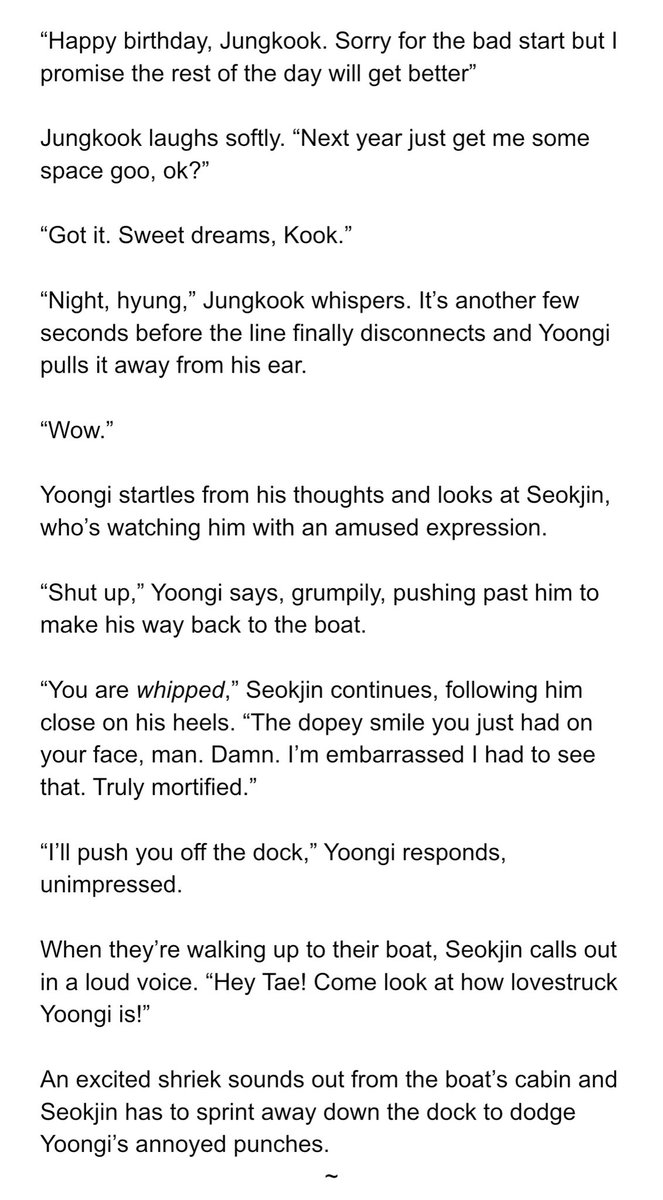 “Happy birthday, Jungkook. Sorry for the bad start but I
promise the rest of the day will get better”
Jungkook laughs softly. “Next year just get me some
space goo, ok?”
“Got it. Sweet dreams, Kook.”
“Night, hyung,” Jungkook whispers. It’s another few
seconds before the line finally disconnects and Yoongi
pulls it away from his ear.
“Wow.”
Yoongi startles from his thoughts and looks at Seokjin,
who’s watching him with an amused expression.
“Shut up,” Yoongi says, grumpily, pushing past him to
make his way back to the boat.
“You are whipped,” Seokjin continues, following him
close on his heels. “The dopey smile you just had on
your face, man. Damn. I’m embarrassed I had to see
that. Truly mortified.”
“I’ll push you off the dock,” Yoongi responds,
unimpressed.
When they’re walking up to their boat, Seokjin calls out
in a loud voice. “Hey Tae! Come look at how lovestruck
Yoongi is!”
An excited shriek sounds out from the boat’s cabin and
Seokjin has to sprint away down the dock to dodge
Yoongi’s annoyed punches.
~